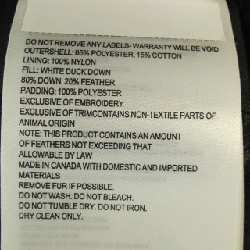 DO NOT REMOVE ANY LABELS- WARRANTY WILL BE VOID
OUTERSHELL: 85% POLYESTER, 15% COTTON
LINING: 100% NYLON
FILL: WHITE DUCK DOWN
80% DOWN, 20% FEATHER
PADDING: 100% POLYESTER
EXCLUSIVE OF EMBROIDERY
EXCLUSIVE OF TRIMCONTAINS NON-TEXTILE PARTS OF
ANIMAL ORIGIN
NOTE: THIS PRODUCT CONTAINS AN AMOUNT
OF FEATHERS NOT EXCEEDING THAT
ALLOWABLE BY LAW
MADE IN CANADA WITH DOMESTIC AND IMPORTED
MATERIALS
REMOVE FUR IF POSSIBLE.
DO NOT WASH. DO NOT BLEACH.
DO NOT TUMBLE DRY. DO NOT IRON.
DRY CLEAN ONLY.